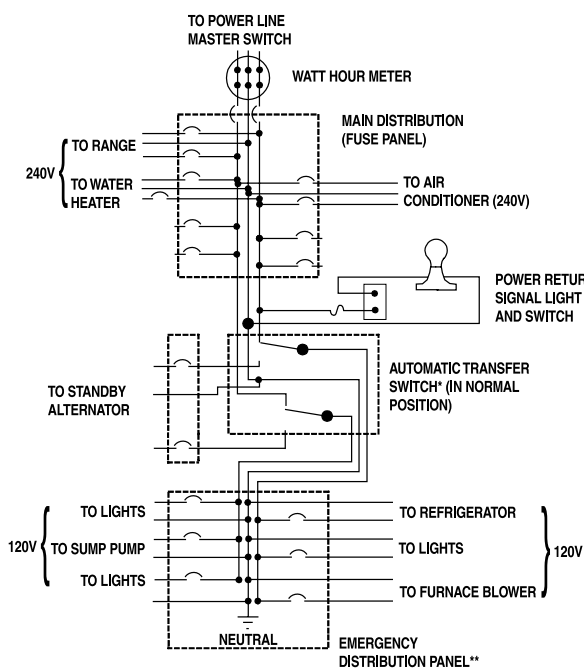 TO POWER LINE
MASTER SWITCH
WATT HOUR METER
MAIN DISTRIBUTION
(FUSE PANEL)
TO RANGE
240V
TO WATER
HEATER
TO AIR
CONDITIONER (240V)
POWER RETUR
SIGNAL LIGHT
AND SWITCH
AUTOMATIC TRANSFER
SWITCH* (IN NORMAL
POSITION)
TO STANDBY
ALTERNATOR
TO LIGHTS
120V
TO SUMP PUMP
TO LIGHTS
TO REFRIGERATOR
TO LIGHTS
120V
TO FURNACE BLOWER
NEUTRAL
EMERGENCY
DISTRIBUTION PANEL**